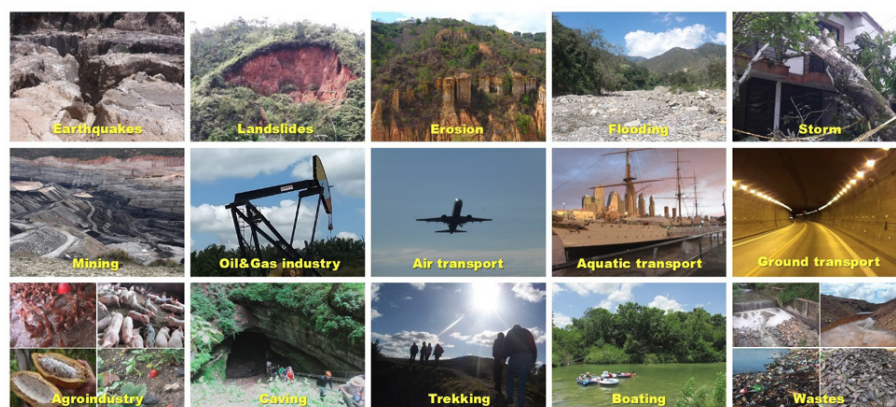 Earthquakes
Landslides
Erosion
Flooding
Storm
Mining
Oil&Gas industry
Air transport
Aquatic transport
Ground transport
Agroindustry
Caving
Trekking
Boating
Wastes